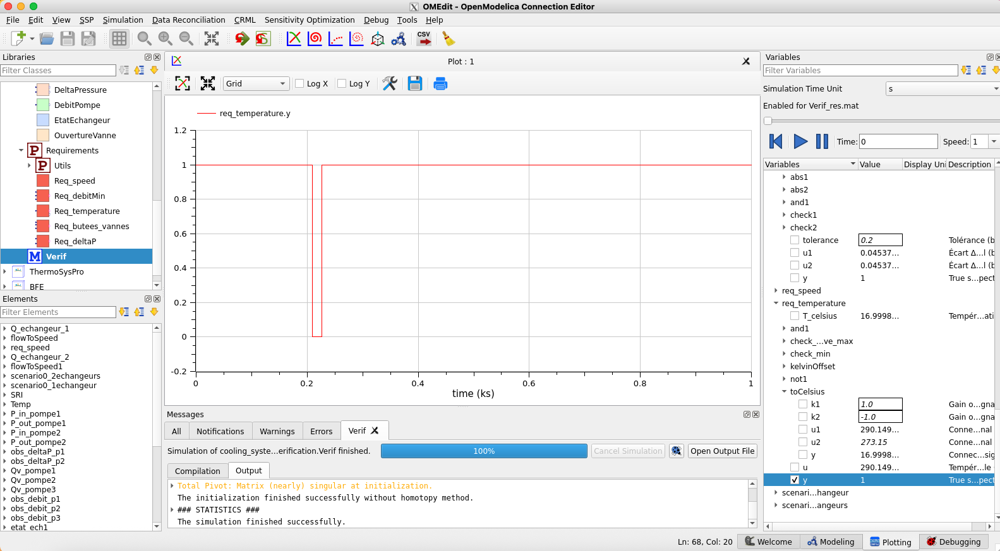 OMEdit - OpenModelica Connection Editor
File Edit View SSP Simulation Data Reconciliation CRML Sensitivity Optimization Debug Tools Help
CSV
Libraries
Filter Classes
DeltaPressure
DebitPompe
EtatEchangeur
OuvertureVanne
P Requirements
P Utils
Req_speed
Req_debitMin
Req_temperature
Req_butees_vannes
Req_deltaP
M Verif
ThermoSysPro
BFE
Elements
Filter Elements
Q_echangeur_1
flowToSpeed
req_speed
Q_echangeur_2
flowToSpeed1
scenario0_2echangeurs
scenario0_1echangeur
SRI
Temp
P_in_pompe1
P_out_pompe1
P_in_pompe2
P_out_pompe2
obs_deltaP_p1
obs_deltaP_p2
Qv_pompe1
Qv_pompe2
Qv_pompe3
obs_debit_p1
obs_debit_p2
obs_debit_p3
etat_ech1
Plot : 1
Grid Log X Log Y
req_temperature.y
1.2
1
0.8
0.6
0.4
0.2
0
-0.2
0 0.2 0.4 0.6 0.8 1
time (ks)
Messages
All Notifications Warnings Errors Verif
Simulation of cooling_syste...erification.Verif finished. 100% Cancel Simulation Open Output File
Compilation Output
Total Pivot: Matrix (nearly) singular at initialization.
The initialization finished successfully without homotopy method.
### STATISTICS ###
The simulation finished successfully.
Variables
Filter Variables
Simulation Time Unit s
Enabled for Verif_res.mat
Time: 0 Speed: 1
Variables Value Display Uni Description
abs1
abs2
and1
check1
check2
tolerance 0.2 Tolérance (b
u1 0.04537... Écart Δ...l (b
u2 0.04537... Écart Δ...l (b
y 1 True s...pect
req_speed
req_temperature
T_celsius 16.9998... Tempér...ati
and1
check_...ve_max
check_min
kelvinOffset
not1
toCelsius
k1 1.0 Gain o...gna
k2 -1.0 Gain o...gna
u1 290.149... Conne...nal
u2 273.15 Conne...nal
y 16.9998... Connec...sig
u 290.149... Tempér...le
y 1 True s...pect
scenari...hangeur
scenari...angeurs
Ln: 68, Col: 20 Welcome Modeling Plotting Debugging